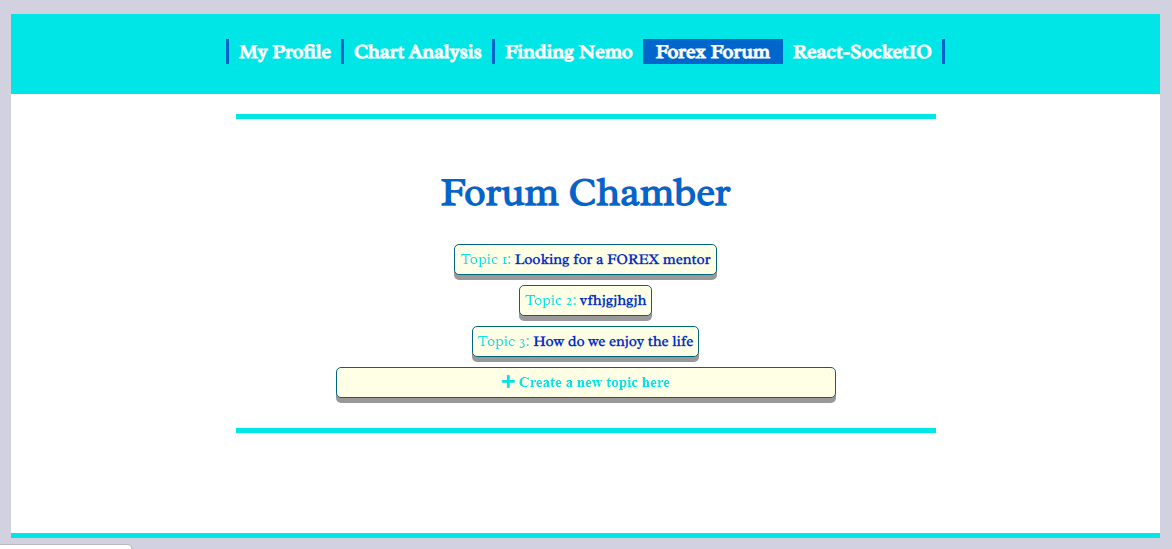 My Profile Chart Analysis Finding Nemo Forex Forum React-SocketIO
Forum Chamber
Topic 1: Looking for a FOREX mentor
Topic 2: vfhjgjhgjh
Topic 3: How do we enjoy the life
Create a new topic here